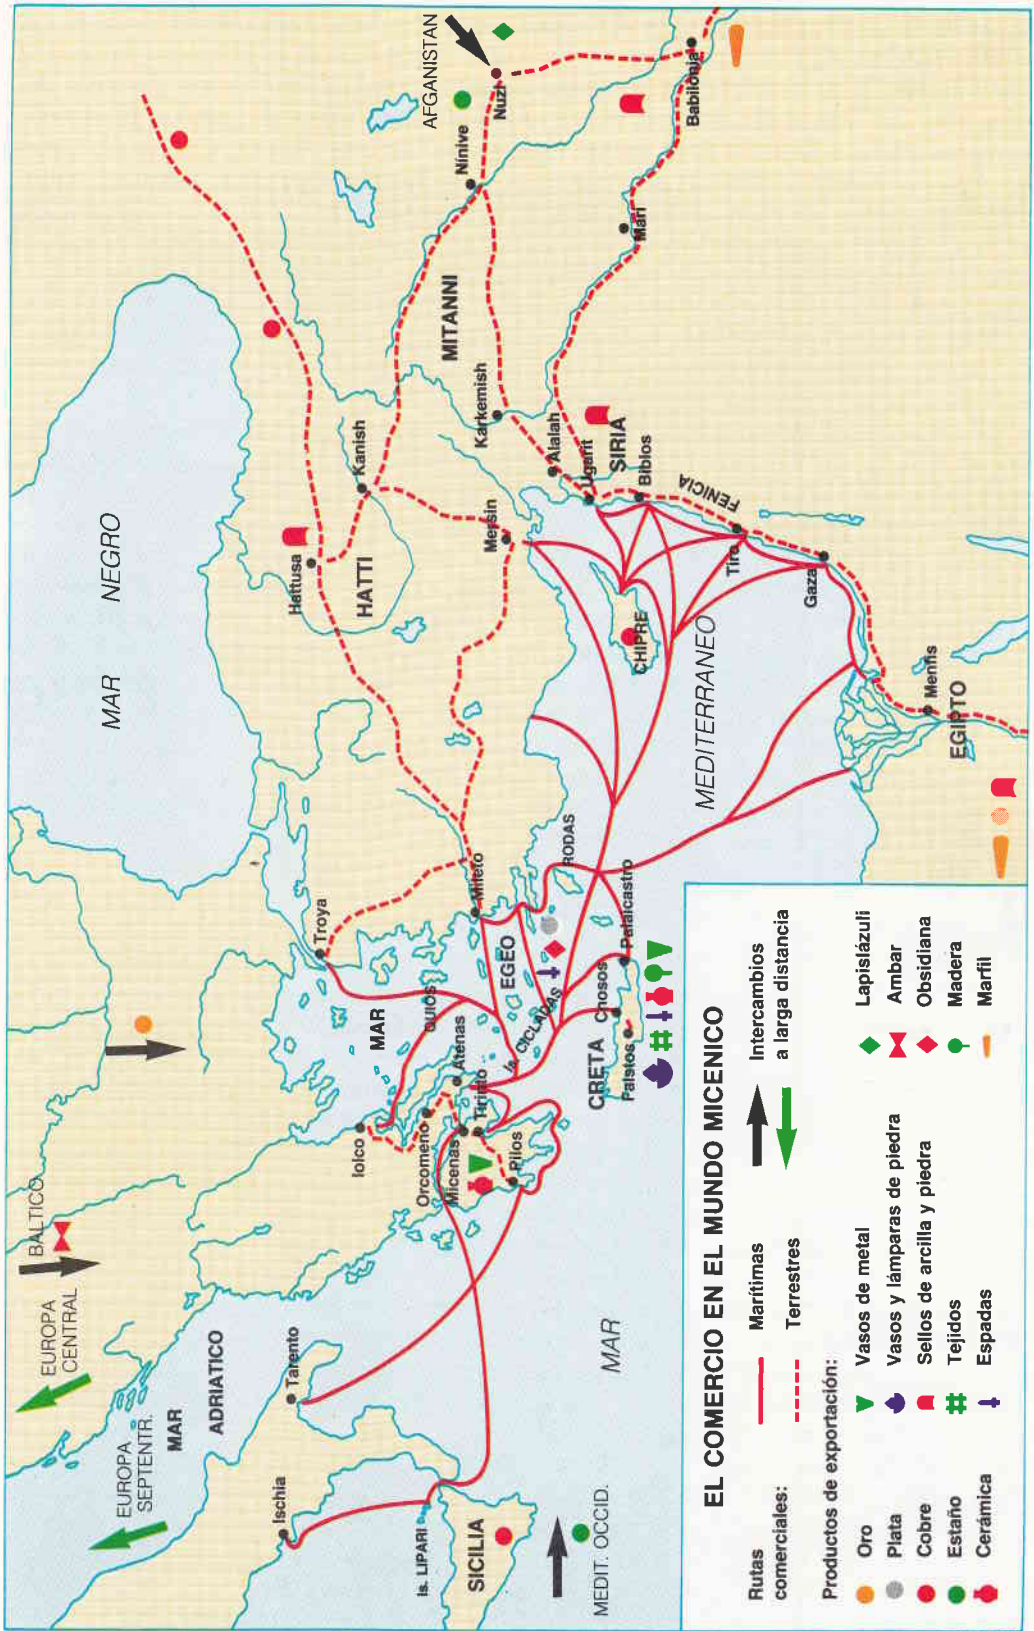 EL COMERCIO EN EL MUNDO MICENICO
Rutas
comerciales:
Marítimas
Terrestres
Intercambios
a larga distancia
Productos de exportación:
Oro
Plata
Cobre
Estaño
Cerámica
Vasos de metal
Vasos y lámparas de piedra
Sellos de arcilla y piedra
Tejidos
Espadas
Lapislázuli
Ambar
Obsidiana
Madera
Marfil
EUROPA
SEPTENTR.
EUROPA
CENTRAL
BALTICO
MAR
ADRIATICO
MAR NEGRO
AFGANISTAN
Ischia
Tarento
Is. LIPARI
SICILIA
MEDIT. OCCID.
MAR
MEDITERRANEO
Iolco
Orcomeno
Micenas
Atenas
Tirinto
Pilos
MAR
EGEO
QUIOS
Is. CICLADAS
CRETA
Cnosos
Faistos
Palaicastro
RODAS
Troya
Mileto
Hattusa
HATTI
Kanish
Mersin
MITANNI
Karkemish
Alalah
Ugarit
SIRIA
Biblos
FENICIA
Tiro
Gaza
CHIPRE
Menfis
EGIPTO
Nínive
Nuzi
Mari
Babilonia